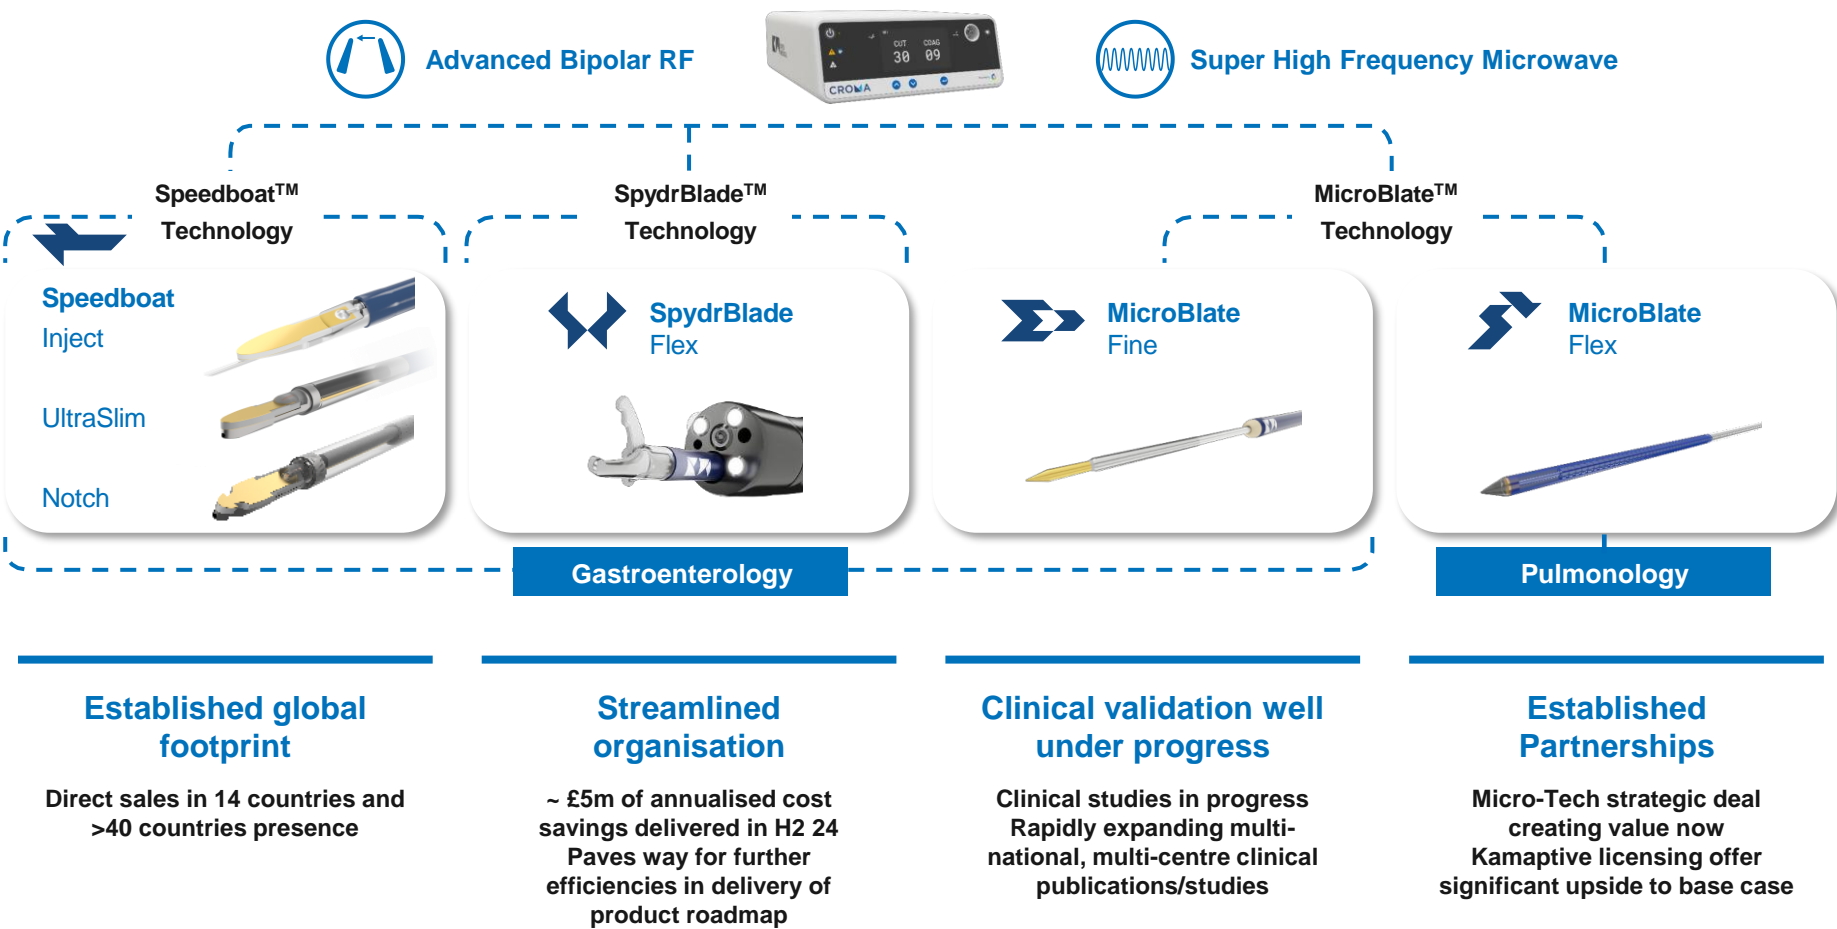 Advanced Bipolar RF
CUT COAG
30 09
CROMA
Super High Frequency Microwave
Speedboat™
Technology
SpydrBlade™
Technology
MicroBlate™
Technology
Speedboat
Inject
UltraSlim
Notch
SpydrBlade
Flex
MicroBlate
Fine
MicroBlate
Flex
Gastroenterology
Pulmonology
Established global
footprint
Direct sales in 14 countries and
>40 countries presence
Streamlined
organisation
~ £5m of annualised cost
savings delivered in H2 24
Paves way for further
efficiencies in delivery of
product roadmap
Clinical validation well
under progress
Clinical studies in progress
Rapidly expanding multi-
national, multi-centre clinical
publications/studies
Established
Partnerships
Micro-Tech strategic deal
creating value now
Kamaptive licensing offer
significant upside to base case